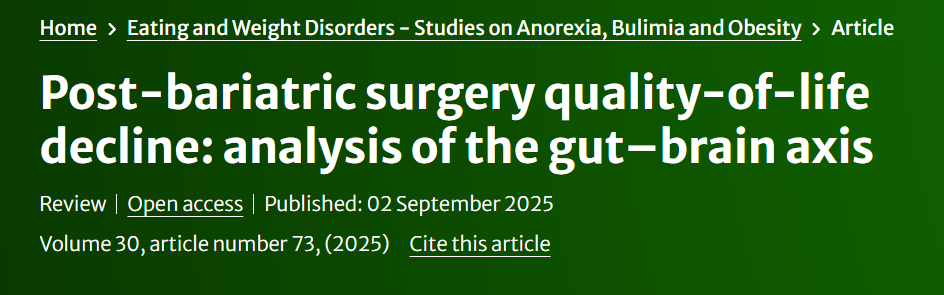 Home > Eating and Weight Disorders - Studies on Anorexia, Bulimia and Obesity > Article
Post-bariatric surgery quality-of-life
decline: analysis of the gut–brain axis
Review | Open access | Published: 02 September 2025
Volume 30, article number 73, (2025) Cite this article